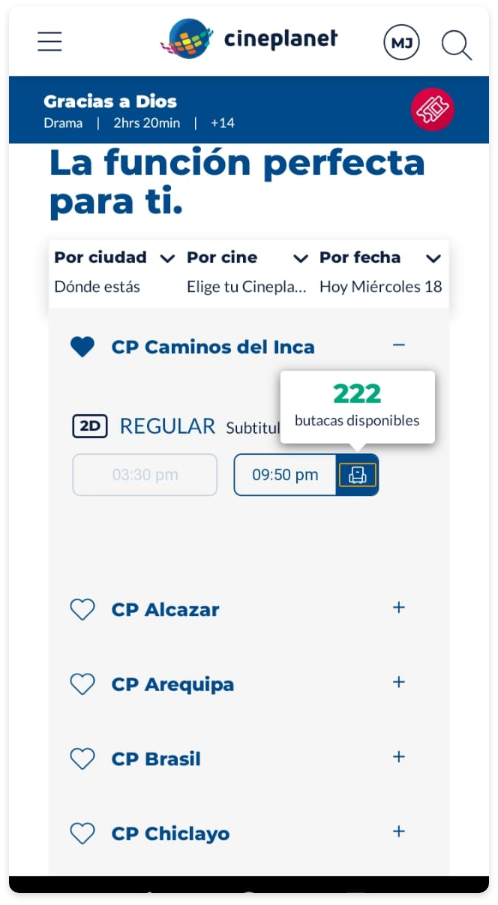 cineplanet
MJ
Gracias a Dios
Drama | 2hrs 20min | +14
La función perfecta
para ti.
Por ciudad Por cine Por fecha
Dónde estás Elige tu Cinepla... Hoy Miércoles 18
CP Caminos del Inca
222
butacas disponibles
2D REGULAR Subtitul
03:30 pm 09:50 pm
CP Alcazar
CP Arequipa
CP Brasil
CP Chiclayo